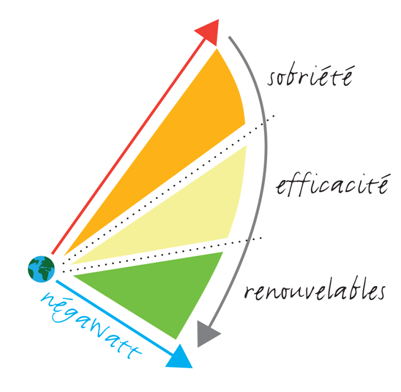 sobriété
efficacité
renouvelables
négaWatt